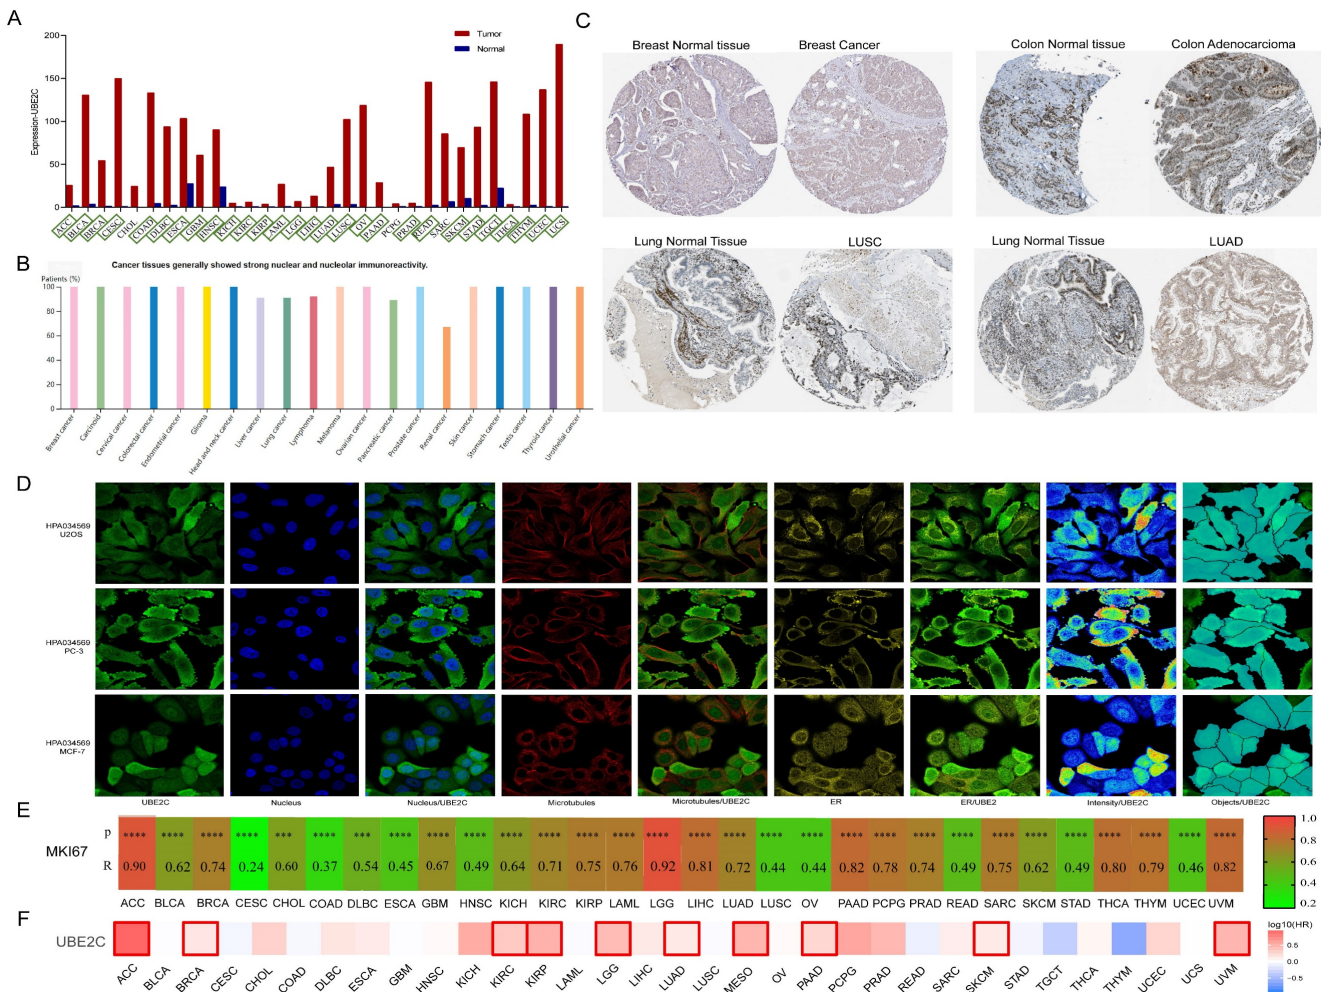 A
Expression-UBE2C
200
150
100
50
0
Tumor
Normal
ACC BLCA BRCA CESC CHOL COAD DLBC ESCA GBM HNSC KICH KIRC KIRP AML LGG LIHC LUAD LUSC OV PAAD PCPG PRAD READ SARC SKCM STAD TGCT THCA THYM UCEC UCS
B
Cancer tissues generally showed strong nuclear and nucleolar immunoreactivity.
Patients (%)
100
80
60
40
20
0
Breast cancer
Carcinoid
Cervical cancer
Colorectal cancer
Endometrial cancer
Glioma
Head and neck cancer
Liver cancer
Lung cancer
Lymphoma
Melanoma
Ovarian cancer
Pancreatic cancer
Prostate cancer
Renal cancer
Skin cancer
Stomach cancer
Testis cancer
Thyroid cancer
Urothelial cancer
C
Breast Normal tissue
Breast Cancer
Colon Normal tissue
Colon Adenocarcioma
Lung Normal Tissue
LUSC
Lung Normal tissue
LUAD
D
HPA034569
U2OS
HPA034569
PC-3
HPA034569
MCF-7
UBE2C Nucleus Nucleus/UBE2C Microtubules Microtubules/UBE2C ER ER/UBE2 Intensity/UBE2C Objects/UBE2C
E
MKI67
p **** **** **** **** *** **** *** **** **** **** **** **** **** **** **** **** **** **** **** **** **** **** **** **** **** **** **** **** **** ****
R 0.90 0.62 0.74 0.24 0.60 0.37 0.54 0.45 0.67 0.49 0.64 0.71 0.75 0.76 0.92 0.81 0.72 0.44 0.44 0.82 0.78 0.74 0.49 0.75 0.62 0.49 0.80 0.79 0.46 0.82
ACC BLCA BRCA CESC CHOL COAD DLBC ESCA GBM HNSC KICH KIRC KIRP LAML LGG LIHC LUAD LUSC OV PAAD PCPG PRAD READ SARC SKCM STAD THCA THYM UCEC UVM
1.0
0.8
0.6
0.4
0.2
F
UBE2C
ACC BLCA BRCA CESC CHOL COAD DLBC ESCA GBM HNSC KICH KIRC KIRP LAML LGG LIHC LUAD LUSC MESO OV PAAD PCPG PRAD READ SARC SKCM STAD TGCT THCA THYM UCEC UCS UVM
log10(HR)
0.5
0.0
-0.5
-1.0